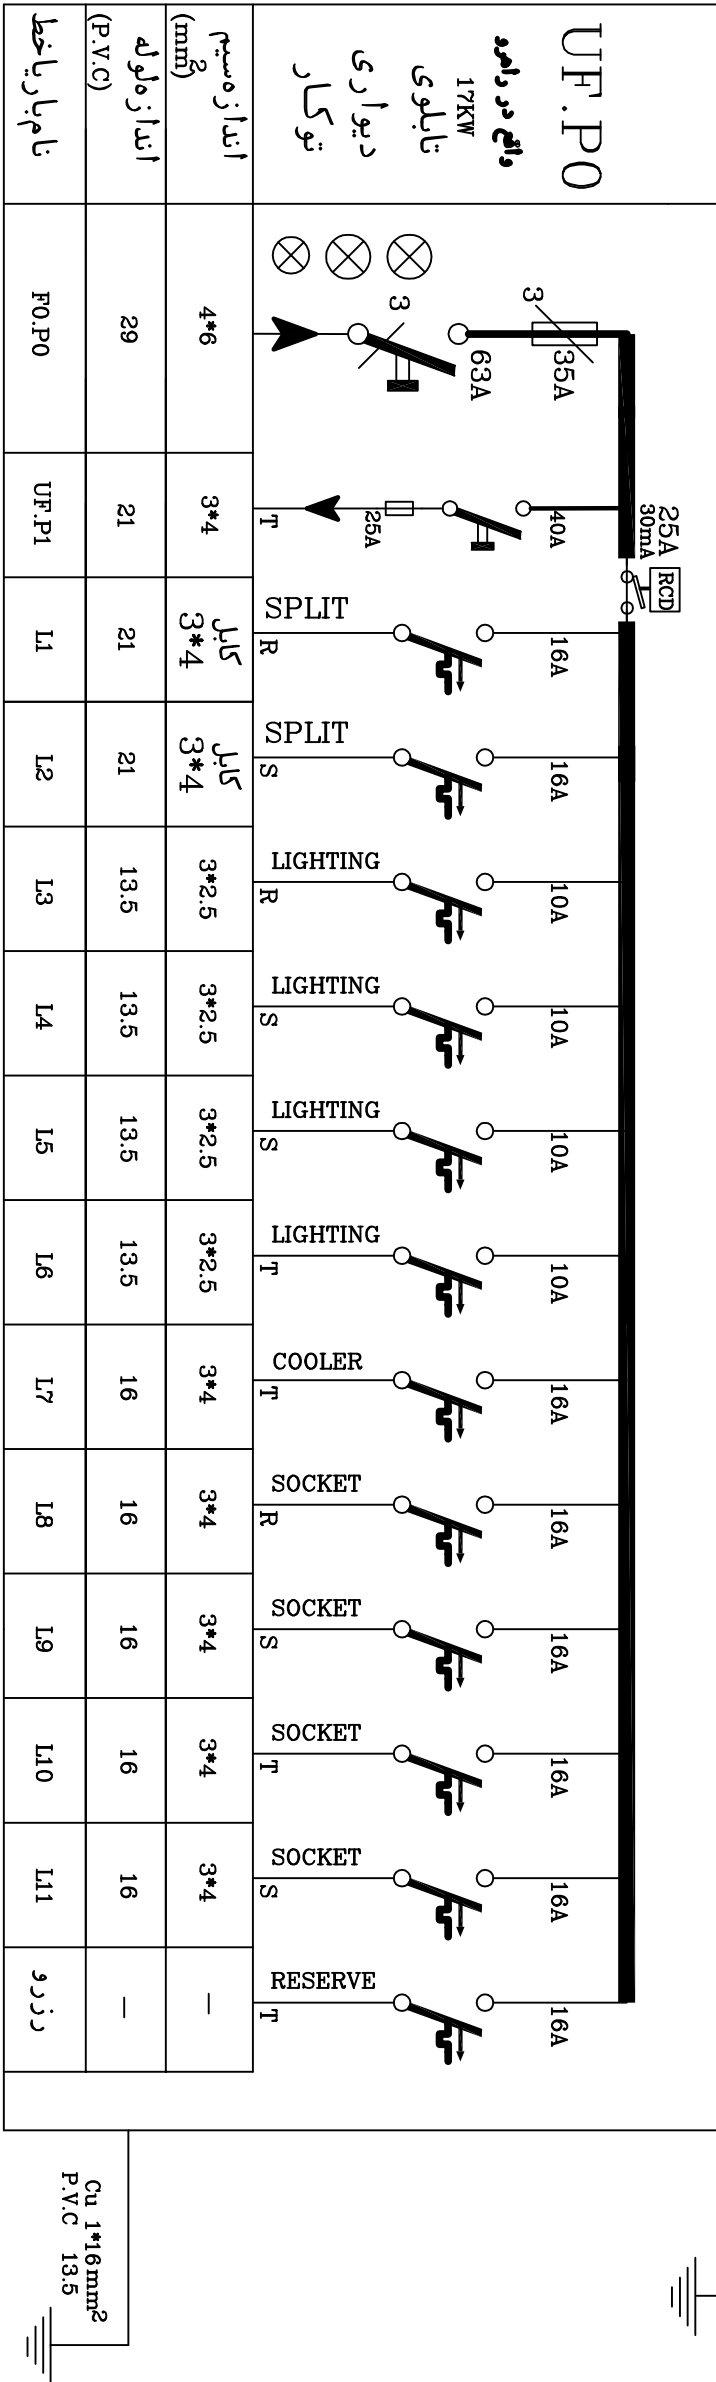 UF.P0
واقع در راهرو
17KW
تابلوی
دیواری
توکار
اندازه سیم
(mm²)
اندازه لوله
(P.V.C)
نام بار یا خط
3
35A
63A
3
4*6
29
F0.P0
25A
30mA
RCD
40A
25A
T
3*4
21
UF.P1
16A
SPLIT
R
کابل
3*4
21
L1
16A
SPLIT
S
کابل
3*4
21
L2
10A
LIGHTING
R
3*2.5
13.5
L3
10A
LIGHTING
S
3*2.5
13.5
L4
10A
LIGHTING
S
3*2.5
13.5
L5
10A
LIGHTING
T
3*2.5
13.5
L6
16A
COOLER
T
3*4
16
L7
16A
SOCKET
R
3*4
16
L8
16A
SOCKET
S
3*4
16
L9
16A
SOCKET
T
3*4
16
L10
16A
SOCKET
S
3*4
16
L11
16A
RESERVE
T
–
–
رزرو
Cu 1*16mm²
P.V.C 13.5